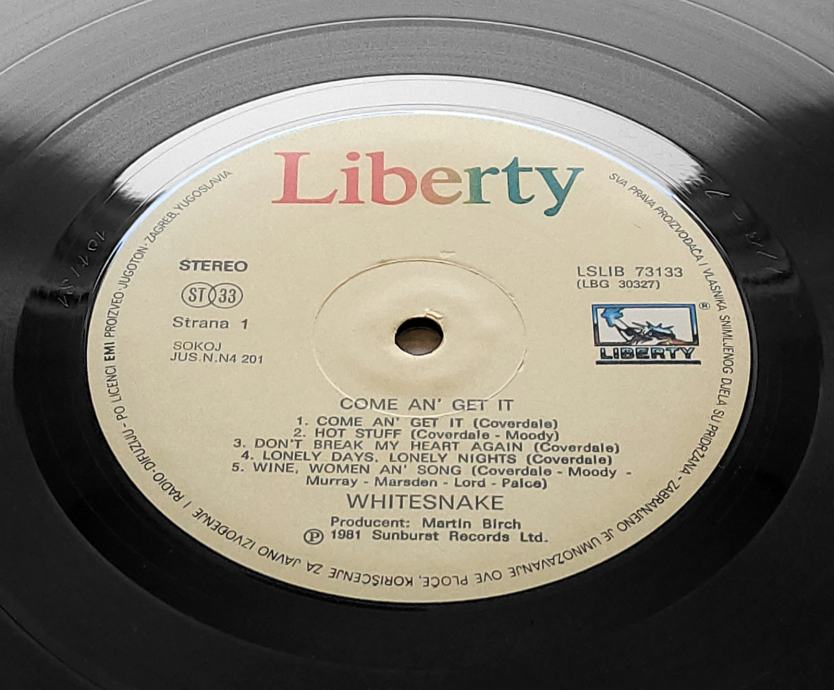 Liberty
SVA PRAVA PROIZVOĐAČA I VLASNIKA SNIMLJENOG DJELA SU PRIDRŽANA - ZABRANJENO JE UMNOŽAVANJE OVE PLOČE, KORIŠĆENJE ZA JAVNO IZVOĐENJE I RADIO-DIFUZIJU - PO LICENCI EMI PROIZVEO JUGOTON-ZAGREB, YUGOSLAVIA
STEREO
ST 33
Strana 1
SOKOJ
JUS.N.N4 201
LSLIB 73133
(LBG 30327)
®
LIBERTY
COME AN' GET IT
1. COME AN' GET IT (Coverdale)
2. HOT STUFF (Coverdale - Moody)
3. DON'T BREAK MY HEART AGAIN (Coverdale)
4. LONELY DAYS, LONELY NIGHTS (Coverdale)
5. WINE, WOMEN AN' SONG (Coverdale - Moody -
Murray - Marsden - Lord - Paice)
WHITESNAKE
Producent: Martin Birch
Ⓟ 1981 Sunburst Records Ltd.